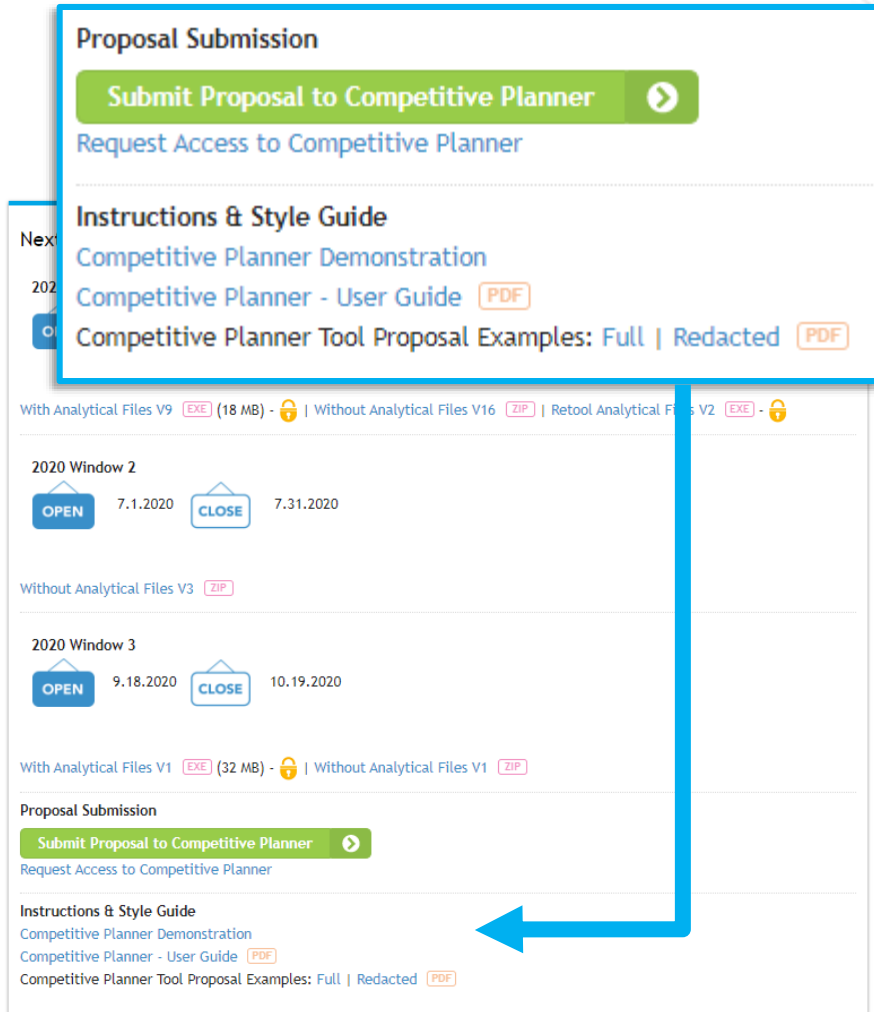 Proposal Submission
Submit Proposal to Competitive Planner
Request Access to Competitive Planner
Instructions & Style Guide
Competitive Planner Demonstration
Competitive Planner - User Guide PDF
Competitive Planner Tool Proposal Examples: Full | Redacted PDF
With Analytical Files V9 EXE (18 MB) - | Without Analytical Files V16 ZIP | Retool Analytical V2 EXE -
2020 Window 2
OPEN 7.1.2020 CLOSE 7.31.2020
Without Analytical Files V3 ZIP
2020 Window 3
OPEN 9.18.2020 CLOSE 10.19.2020
With Analytical Files V1 EXE (32 MB) - | Without Analytical Files V1 ZIP
Proposal Submission
Submit Proposal to Competitive Planner
Request Access to Competitive Planner
Instructions & Style Guide
Competitive Planner Demonstration
Competitive Planner - User Guide PDF
Competitive Planner Tool Proposal Examples: Full | Redacted PDF